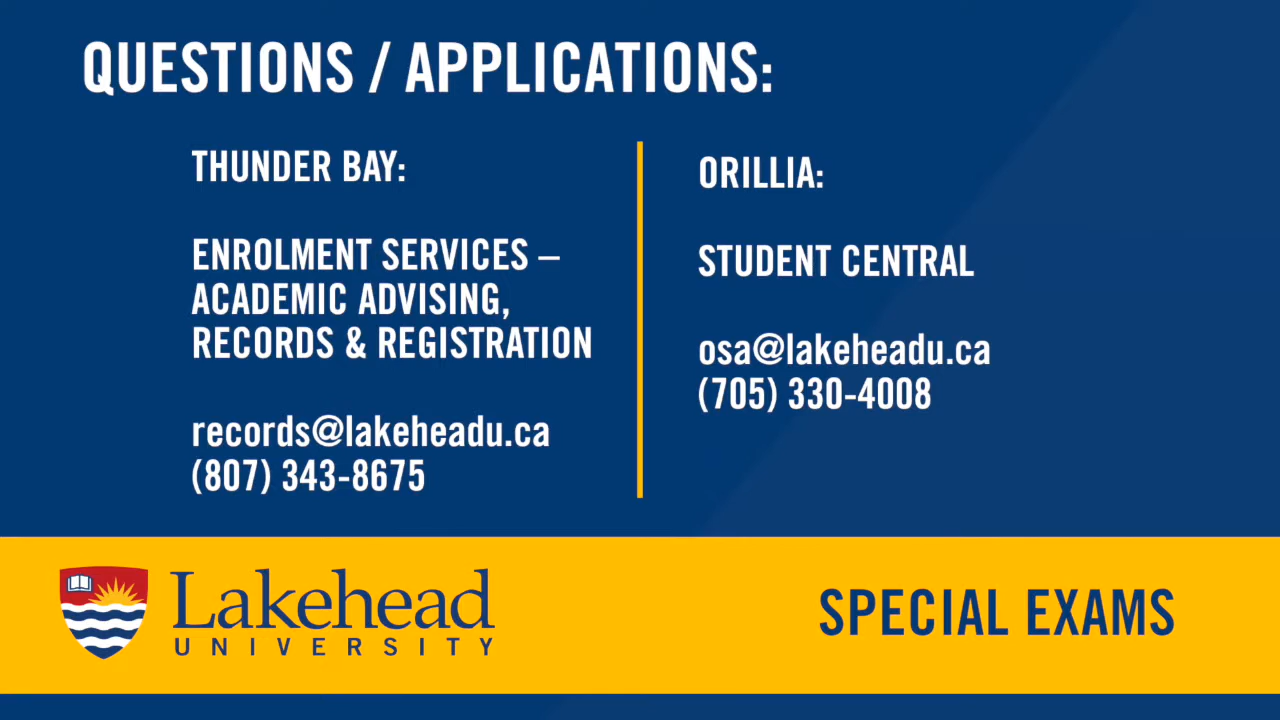 QUESTIONS / APPLICATIONS:
THUNDER BAY:
ENROLMENT SERVICES –
ACADEMIC ADVISING,
RECORDS & REGISTRATION
records@lakeheadu.ca
(807) 343-8675
ORILLIA:
STUDENT CENTRAL
osa@lakeheadu.ca
(705) 330-4008
Lakehead
UNIVERSITY
SPECIAL EXAMS